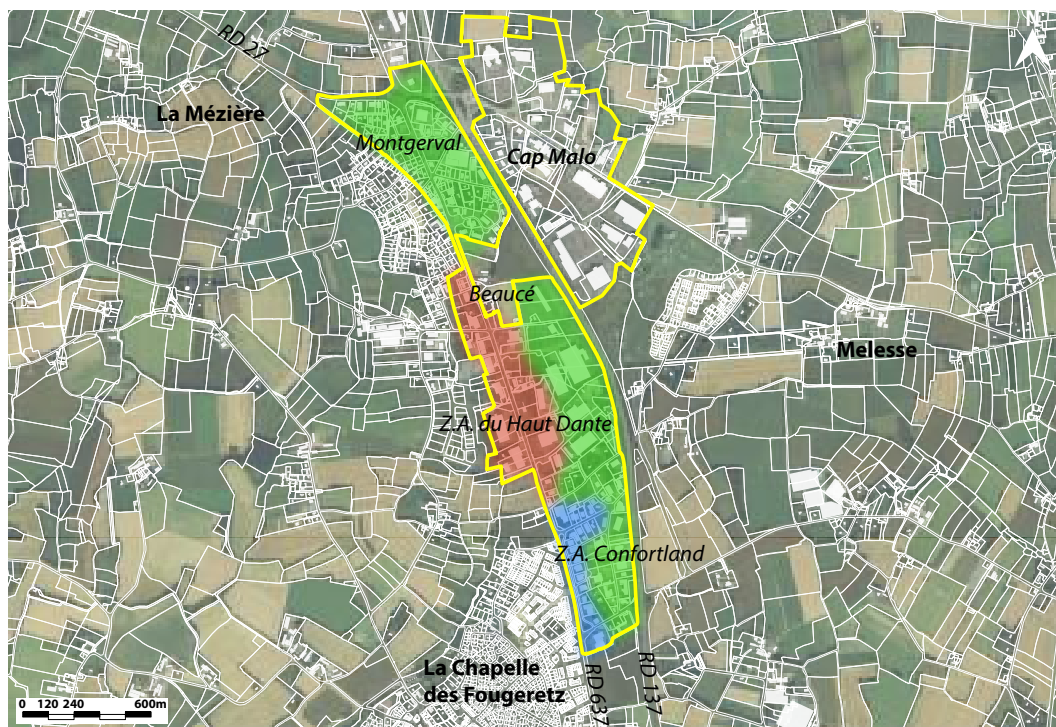 RD 27
N
La Mézière
Montgerval
Cap Malo
Beaucé
Melesse
Z.A. du Haut Dante
Z.A. Confortland
La Chapelle
des Fougeretz
RD 637
RD 137
0 120 240 600m